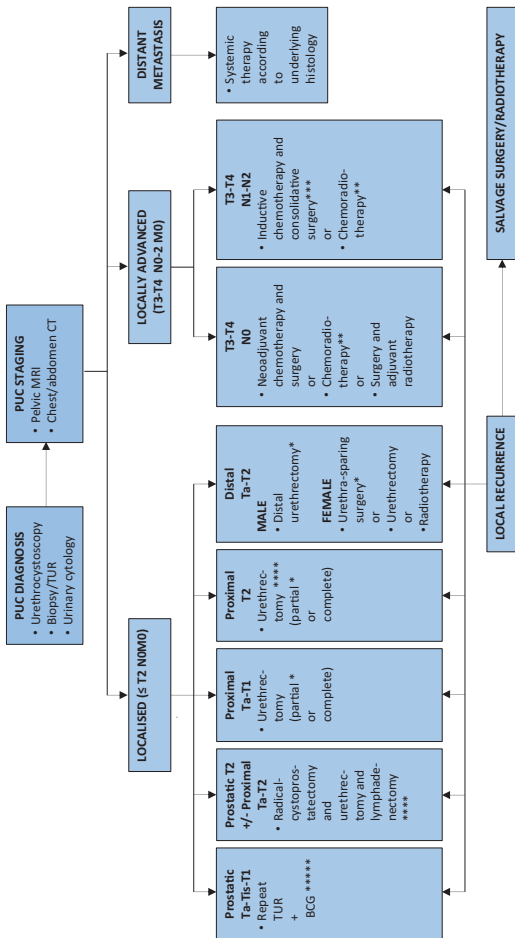 PUC DIAGNOSIS
• Urethrocystoscopy
• Biopsy/TUR
• Urinary cytology
PUC STAGING
• Pelvic MRI
• Chest/abdomen CT
LOCALISED (≤ T2 N0M0)
LOCALLY ADVANCED
(T3-T4 N0-2 M0)
DISTANT
METASTASIS
Prostatic
Ta-Tis-T1
• Repeat
TUR
+
BCG *****
Prostatic T2
+/- Proximal
Ta-T2
• Radical-
cystopros-
tatectomy
and
urethrec-
tomy and
lymphade-
nectomy
****
Proximal
Ta-T1
• Urethrec-
tomy
(partial *
or
complete)
Proximal
T2
• Urethrec-
tomy ****
(partial *
or
complete)
Distal
Ta-T2
MALE
• Distal
urethrectomy*
FEMALE
• Urethra-sparing
surgery*
or
• Urethrectomy
or
•Radiotherapy
T3-T4
N0
• Neoadjuvant
chemotherapy and
surgery
or
• Chemoradio-
therapy**
or
• Surgery and
adjuvant
radiotherapy
T3-T4
N1-N2
• Inductive
chemotherapy and
consolidative
surgery***
or
• Chemoradio-
therapy**
• Systemic
therapy
according
to
underlying
histology
LOCAL RECURRENCE
SALVAGE SURGERY/RADIOTHERAPY